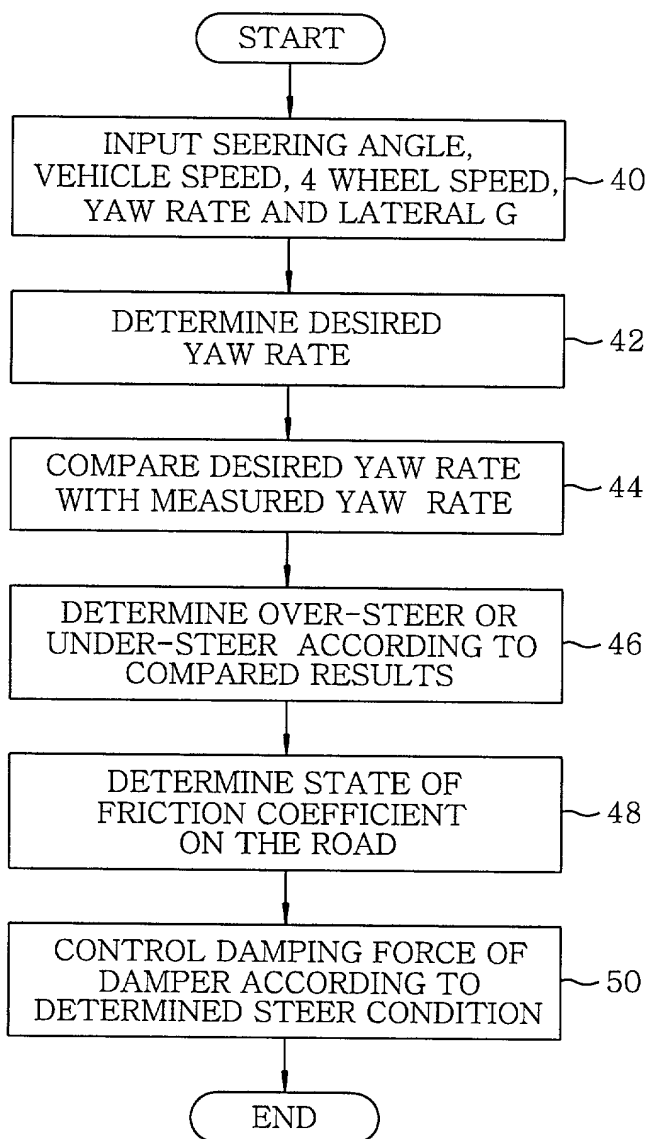 START
INPUT SEERING ANGLE,
VEHICLE SPEED, 4 WHEEL SPEED,
YAW RATE AND LATERAL G
40
DETERMINE DESIRED
YAW RATE
42
COMPARE DESIRED YAW RATE
WITH MEASURED YAW RATE
44
DETERMINE OVER-STEER OR
UNDER-STEER ACCORDING TO
COMPARED RESULTS
46
DETERMINE STATE OF
FRICTION COEFFICIENT
ON THE ROAD
48
CONTROL DAMPING FORCE OF
DAMPER ACCORDING TO
DETERMINED STEER CONDITION
50
END